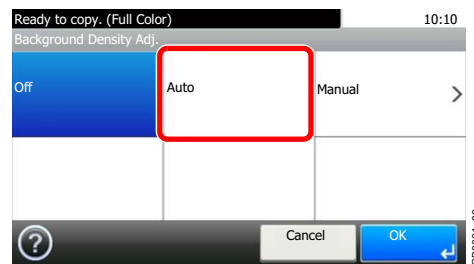 Ready to copy. (Full Color) 10:10
Background Density Adj.
Off Auto Manual
?
Cancel OK